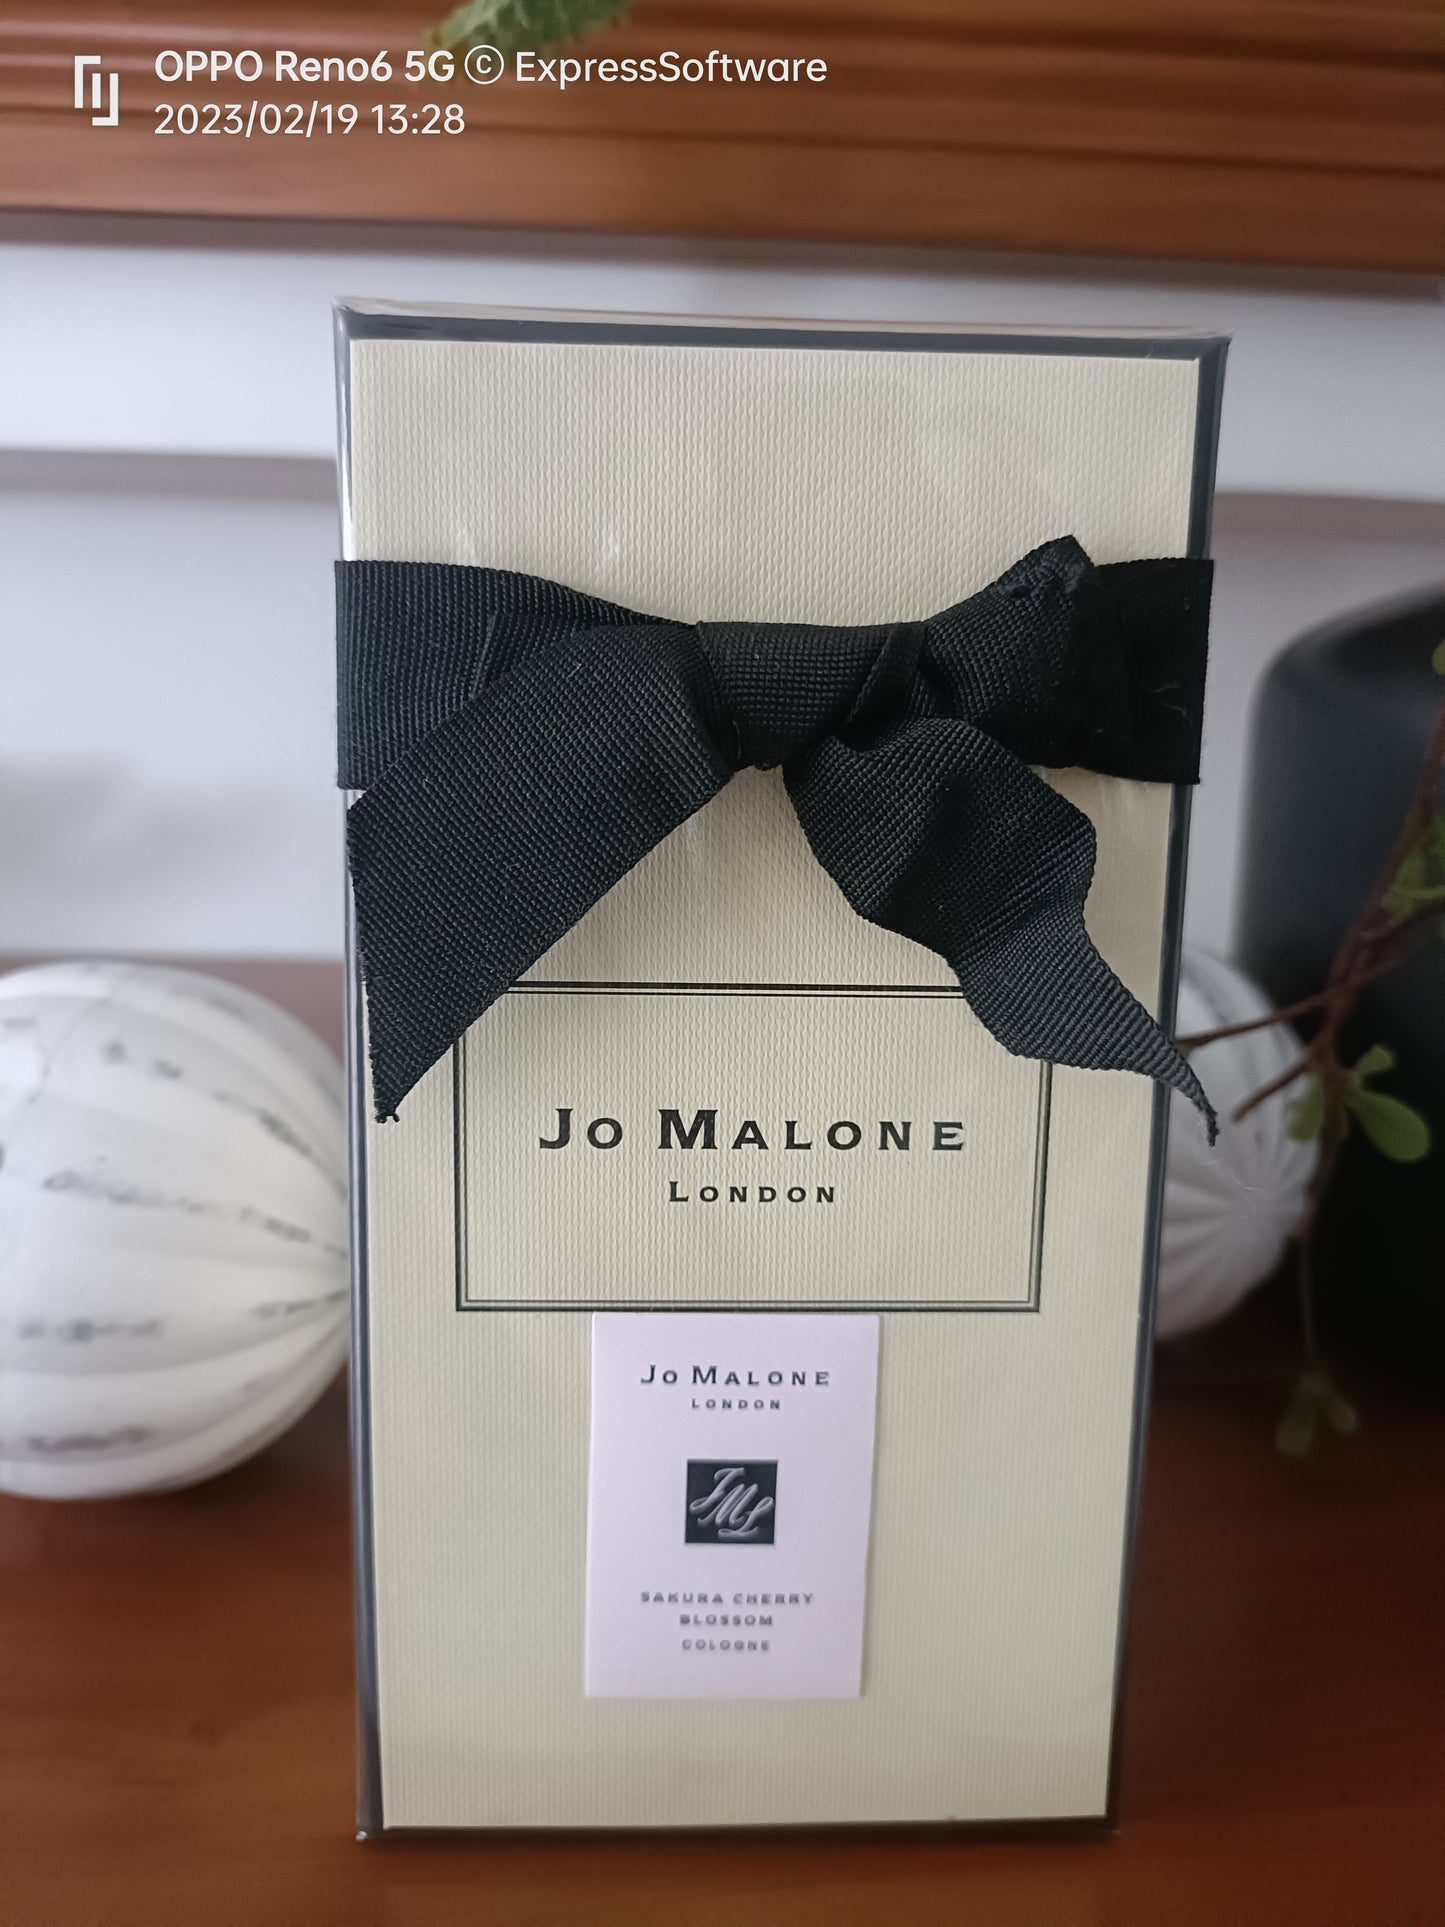 OPPO Reno6 5G © ExpressSoftware
2023/02/19 13:28
JO MALONE
LONDON
JO MALONE
LONDON
JML
SAKURA CHERRY
BLOSSOM
COLOGNE